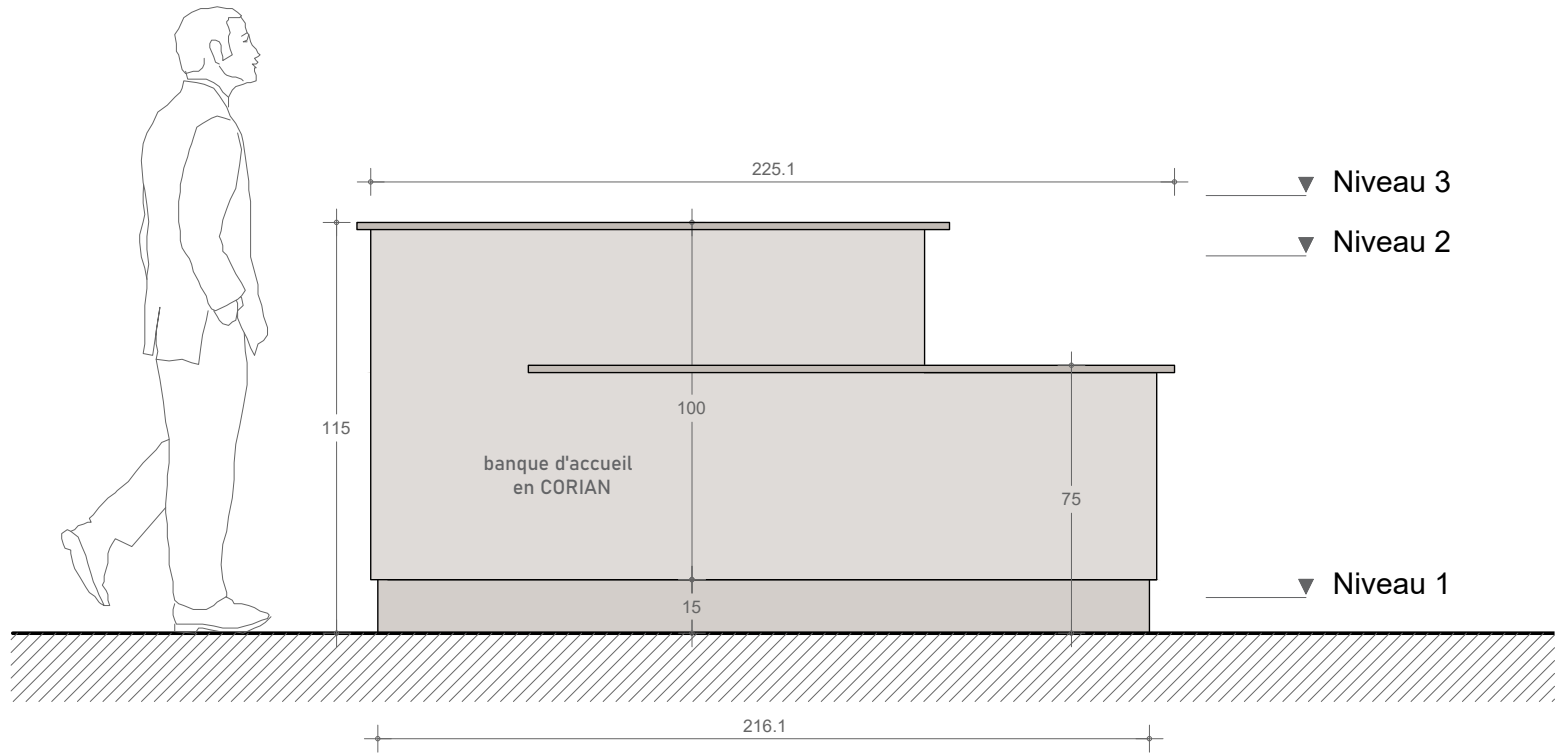 225.1
Niveau 3
Niveau 2
115
100
banque d'accueil
en CORIAN
75
Niveau 1
15
216.1